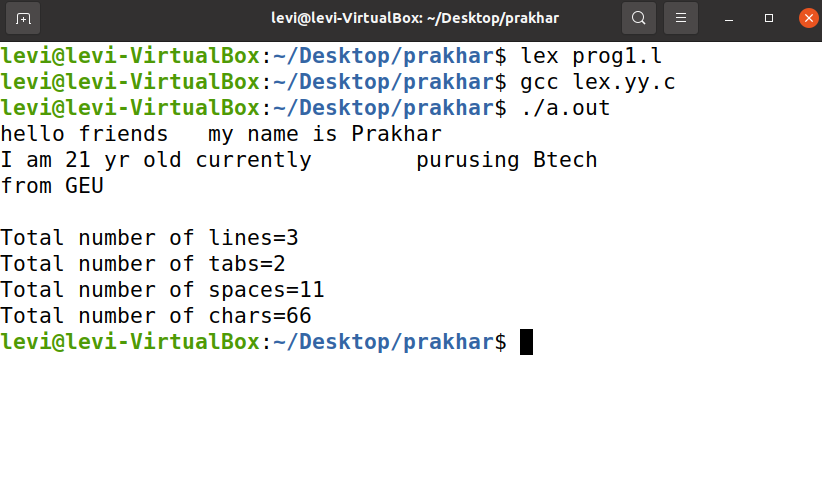 levi@levi-VirtualBox: ~/Desktop/prakhar
levi@levi-VirtualBox:~/Desktop/prakhar$ lex prog1.l
levi@levi-VirtualBox:~/Desktop/prakhar$ gcc lex.yy.c
levi@levi-VirtualBox:~/Desktop/prakhar$ ./a.out
hello friends   my name is Prakhar
I am 21 yr old currently        purusing Btech
from GEU

Total number of lines=3
Total number of tabs=2
Total number of spaces=11
Total number of chars=66
levi@levi-VirtualBox:~/Desktop/prakhar$